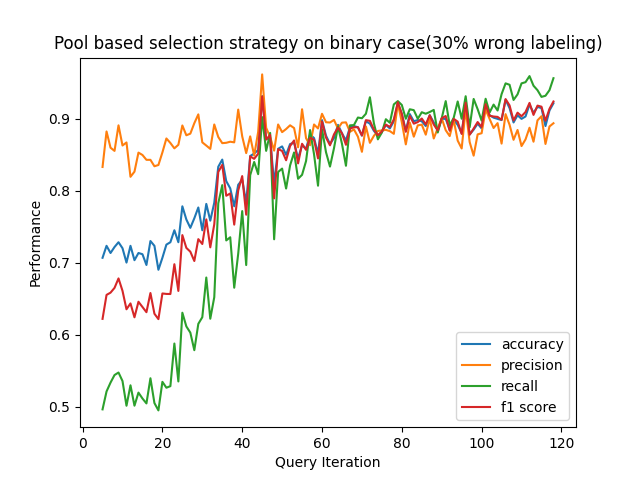 Pool based selection strategy on binary case(30% wrong labeling)
Performance
0.9
0.8
0.7
0.6
0.5
accuracy
precision
recall
f1 score
0
20
40
60
80
100
120
Query Iteration